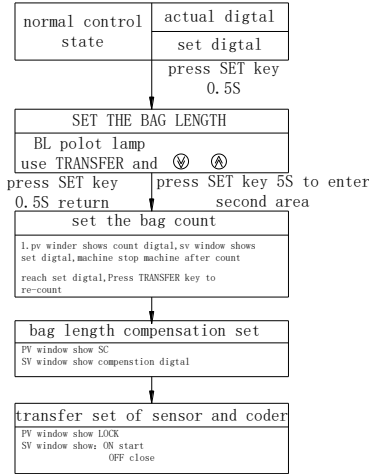 normal control
state
actual digtal
set digtal
press SET key
0.5S
SET THE BAG LENGTH
BL polot lamp
use TRANSFER and
press SET key
0.5S return
press SET key 5S to enter
second area
set the bag count
1.pv winder shows count digtal,sv window shows
set digtal,machine stop machine after count
reach set digtal,Press TRANSFER key to
re-count
bag length compensation set
PV window show SC
SV window show compenstion digtal
transfer set of sensor and coder
PV window show LOCK
SV window show: ON start
OFF close